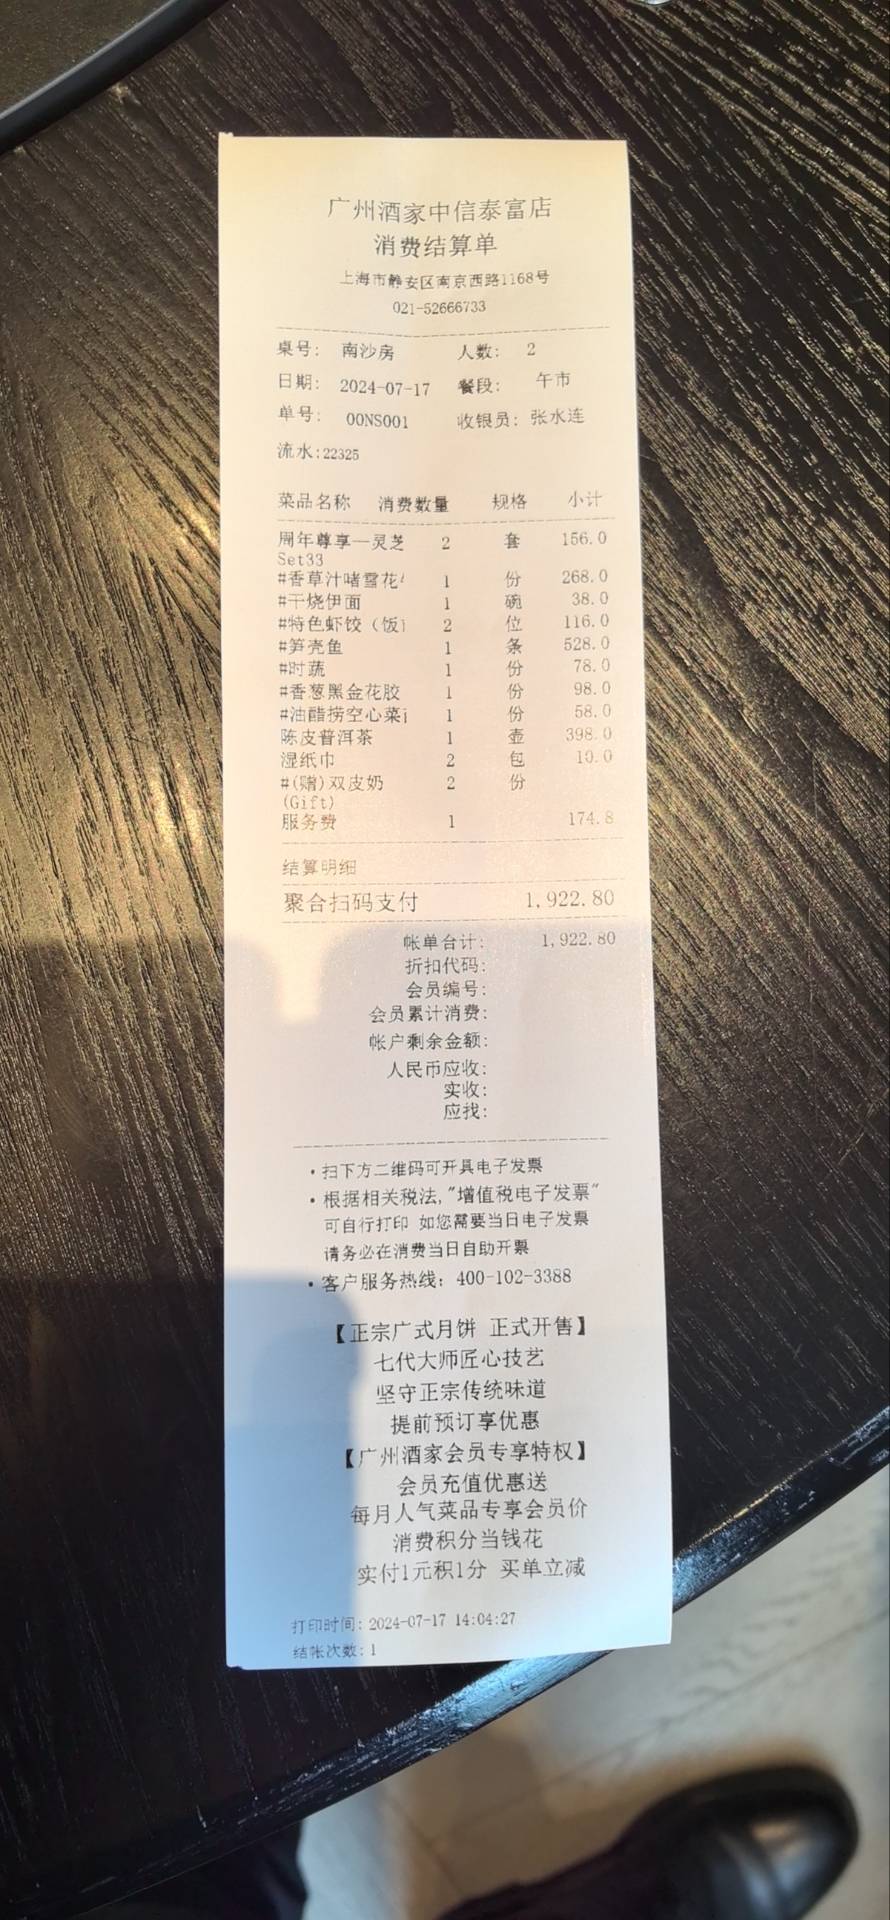 广州酒家中信泰富店
消费结算单
上海市静安区南京西路1168号
021-52666733
桌号: 南沙房 人数: 2
日期: 2024-07-17 餐段: 午市
单号: 00NS001 收银员: 张水连
流水:22325
菜品名称 消费数量 规格 小计
周年尊享—灵芝 2 套 156.0
Set33
#香草汁啫雪花 1 份 268.0
#干烧伊面 1 碗 38.0
#特色虾饺（饭 2 位 116.0
#笋壳鱼 1 条 528.0
#时蔬 1 份 78.0
#香葱黑金花胶 1 份 98.0
#油醋捞空心菜 1 份 58.0
陈皮普洱茶 1 壶 398.0
湿纸巾 2 包 10.0
#(赠)双皮奶 2 份
(Gift)
服务费 1 174.8
结算明细
聚合扫码支付 1,922.80
帐单合计: 1,922.80
折扣代码:
会员编号:
会员累计消费:
帐户剩余金额:
人民币应收:
实收:
应找:
·扫下方二维码可开具电子发票
·根据相关税法,"增值税电子发票"
可自行打印 如您需要当日电子发票
请务必在消费当日自助开票
·客户服务热线: 400-102-3388
【正宗广式月饼 正式开售】
七代大师匠心技艺
坚守正宗传统味道
提前预订享优惠
【广州酒家会员专享特权】
会员充值优惠送
每月人气菜品专享会员价
消费积分当钱花
实付1元积1分 买单立减
打印时间: 2024-07-17 14:04:27
结帐次数: 1